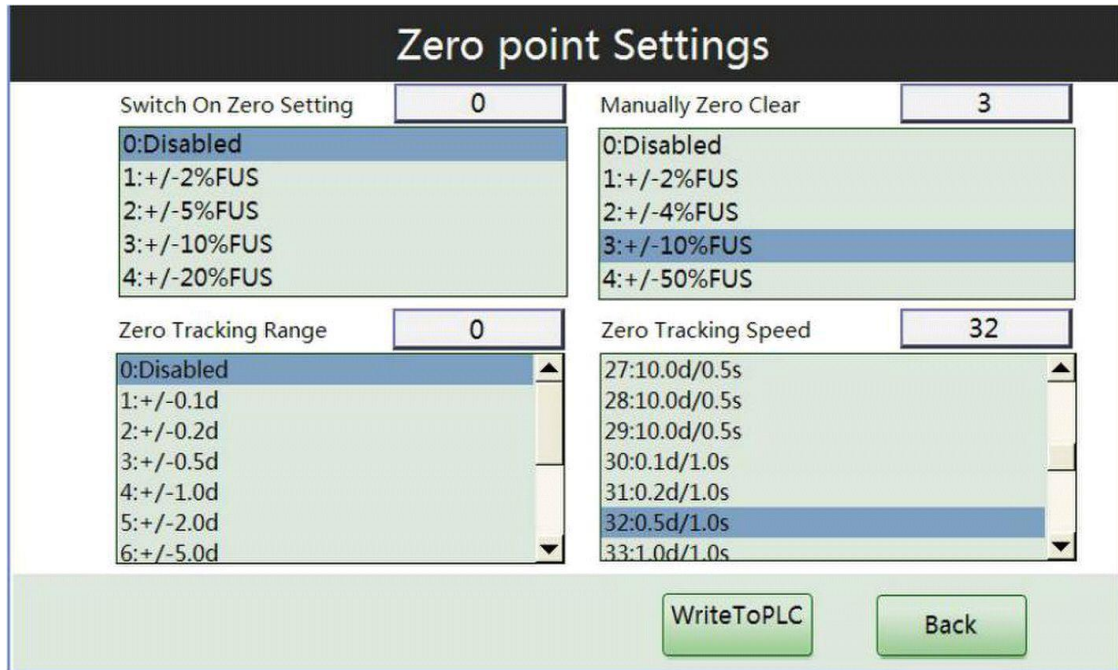 Zero point Settings
Switch On Zero Setting 0
0:Disabled
1:+/-2%FUS
2:+/-5%FUS
3:+/-10%FUS
4:+/-20%FUS
Manually Zero Clear 3
0:Disabled
1:+/-2%FUS
2:+/-4%FUS
3:+/-10%FUS
4:+/-50%FUS
Zero Tracking Range 0
0:Disabled
1:+/-0.1d
2:+/-0.2d
3:+/-0.5d
4:+/-1.0d
5:+/-2.0d
6:+/-5.0d
Zero Tracking Speed 32
27:10.0d/0.5s
28:10.0d/0.5s
29:10.0d/0.5s
30:0.1d/1.0s
31:0.2d/1.0s
32:0.5d/1.0s
33:1.0d/1.0s
WriteToPLC
Back